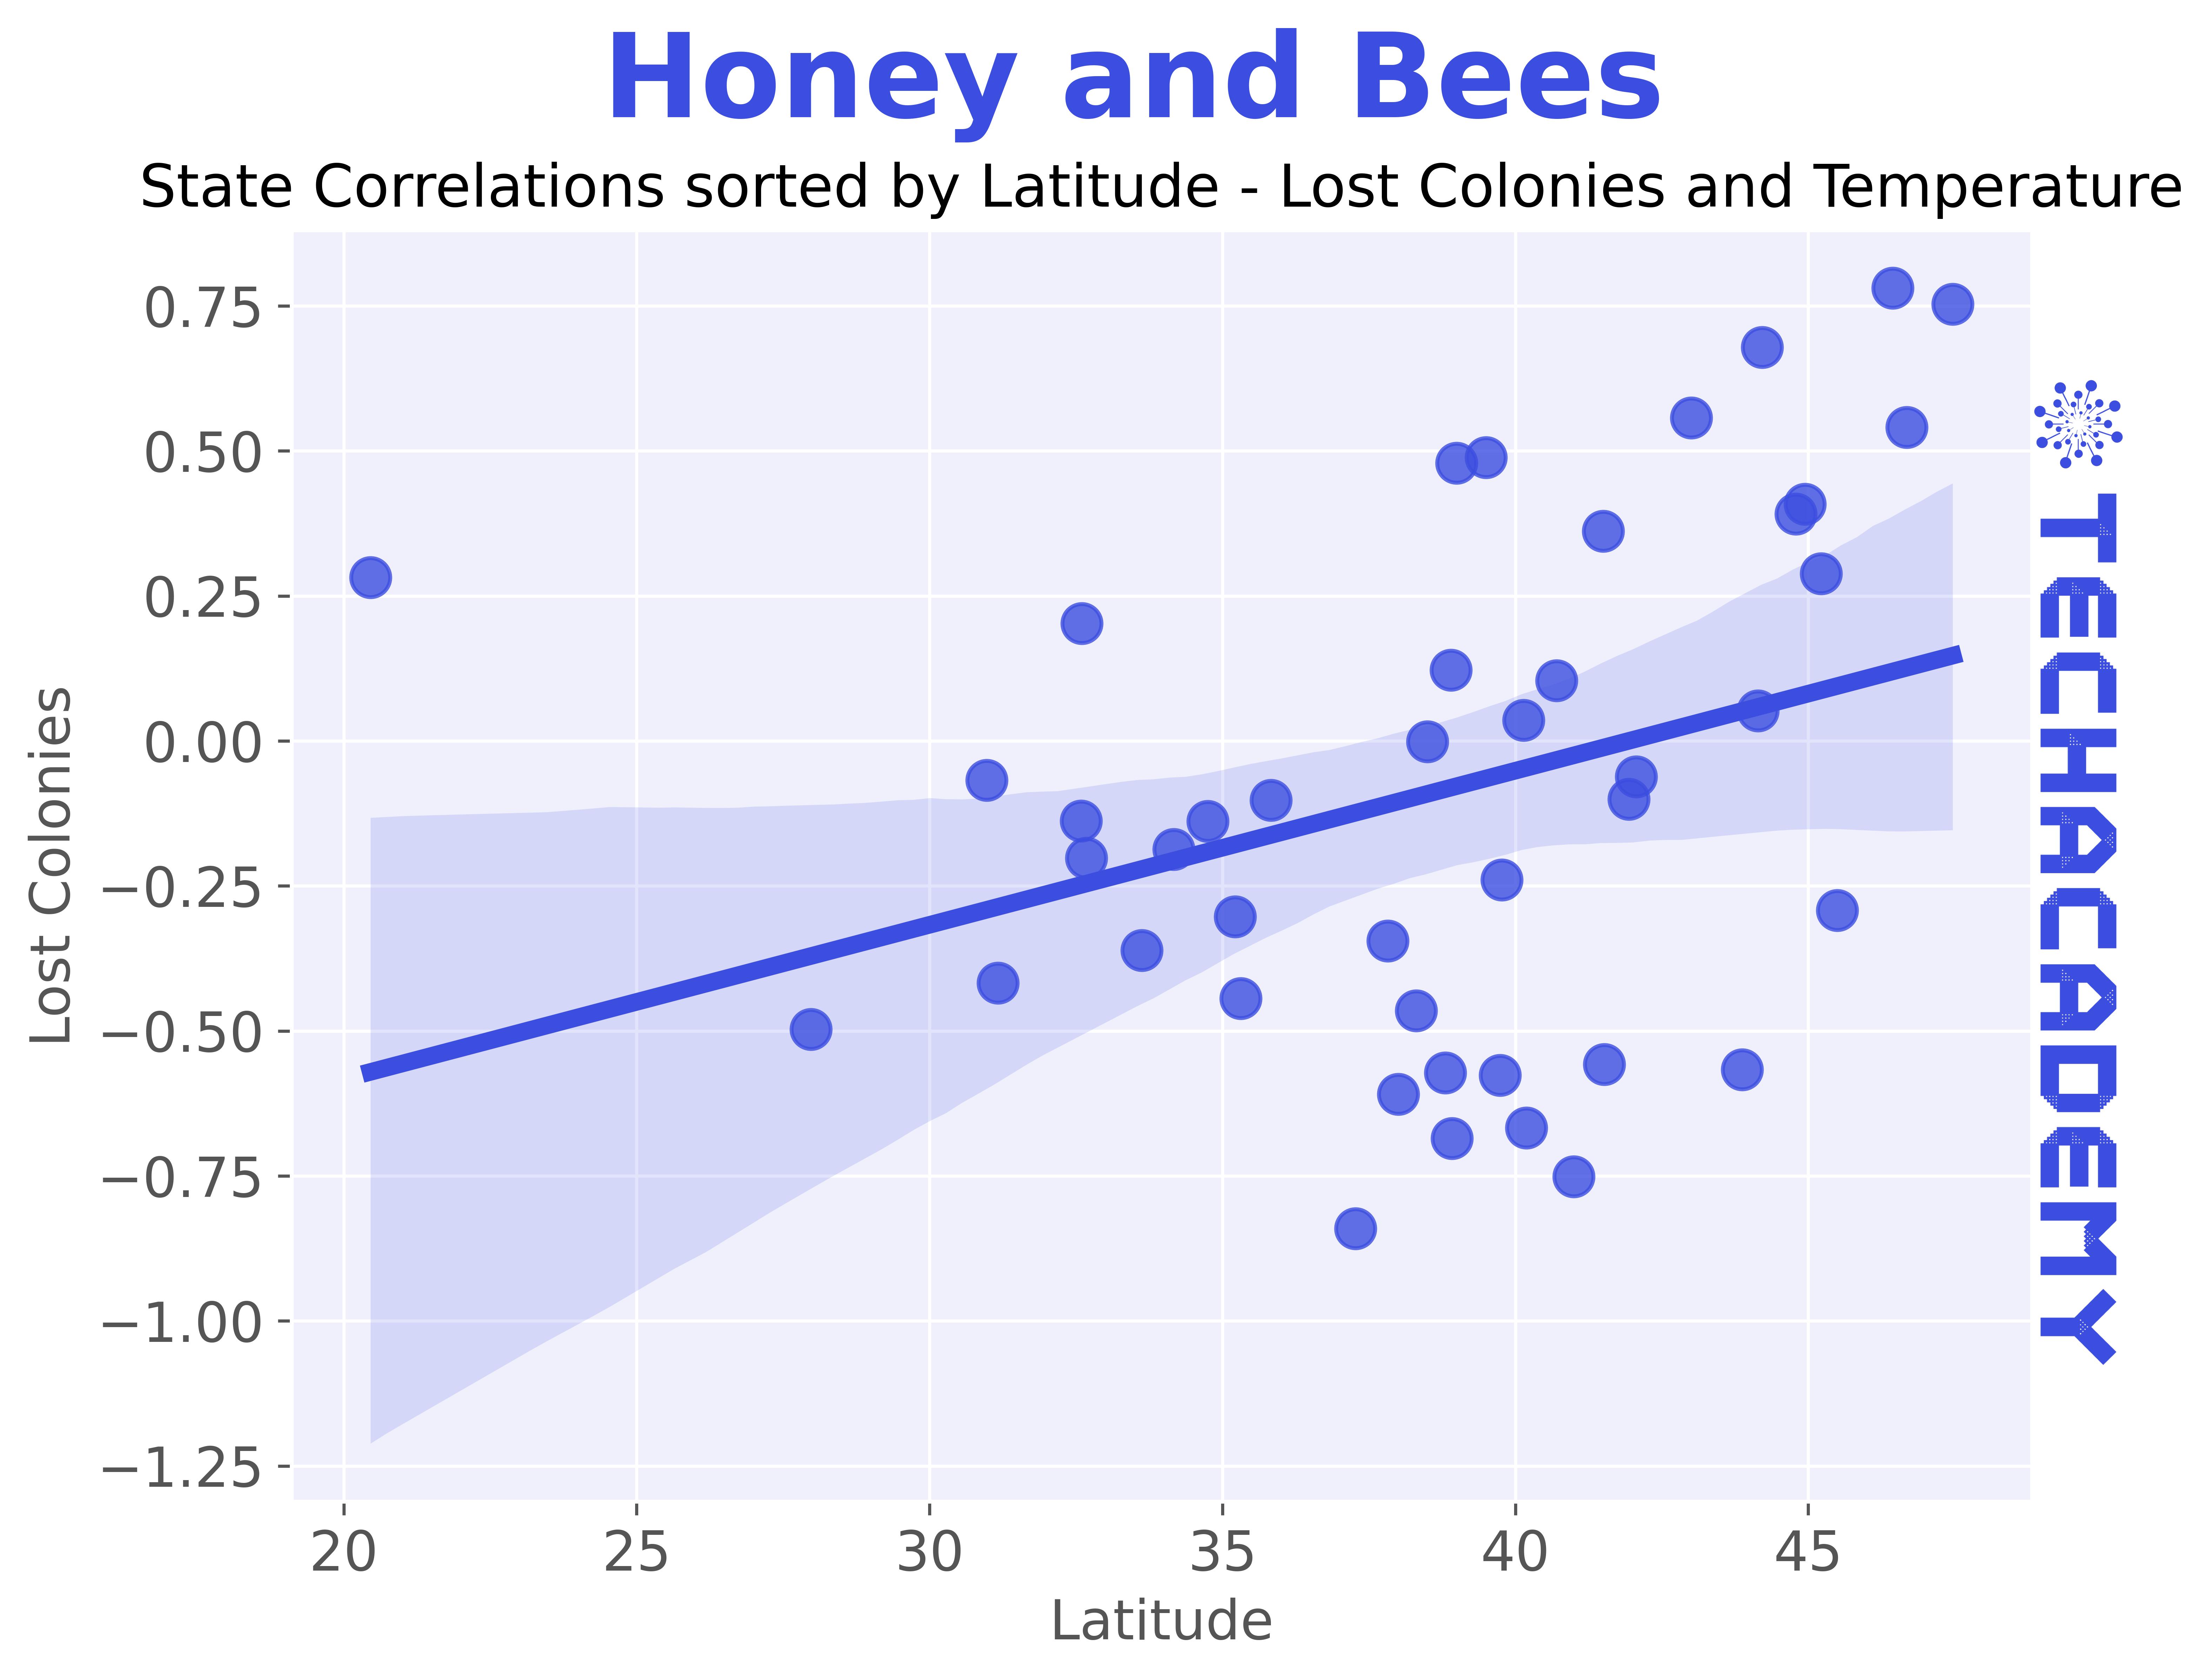 Honey and Bees
State Correlations sorted by Latitude - Lost Colonies and Temperature
0.75
0.50
0.25
0.00
−0.25
−0.50
−0.75
−1.00
−1.25
Lost Colonies
20 25 30 35 40 45
Latitude
TECHACADEMY